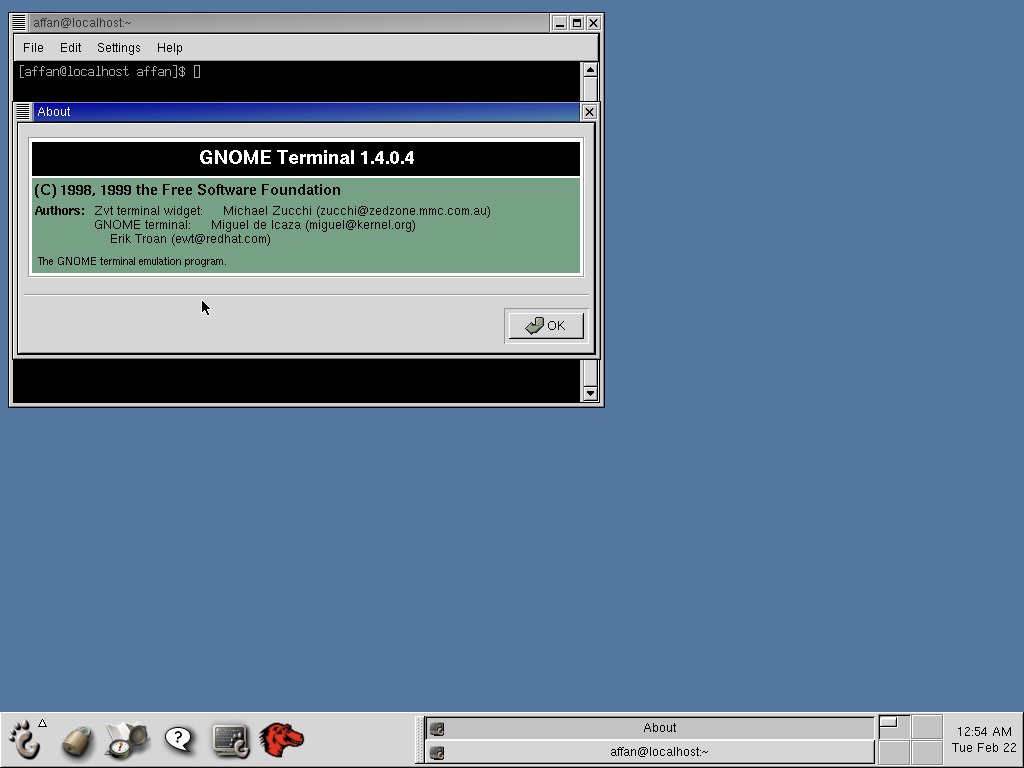 affan@localhost:~
File Edit Settings Help
[affan@localhost affan]$ []
About
GNOME Terminal 1.4.0.4
(C) 1998, 1999 the Free Software Foundation
Authors: Zvt terminal widget: Michael Zucchi (zucchi@zedzone.mmc.com.au)
GNOME terminal: Miguel de Icaza (miguel@kernel.org)
Erik Troan (ewt@redhat.com)
The GNOME terminal emulation program.
OK
?
About
affan@localhost:~
12:54 AM
Tue Feb 22